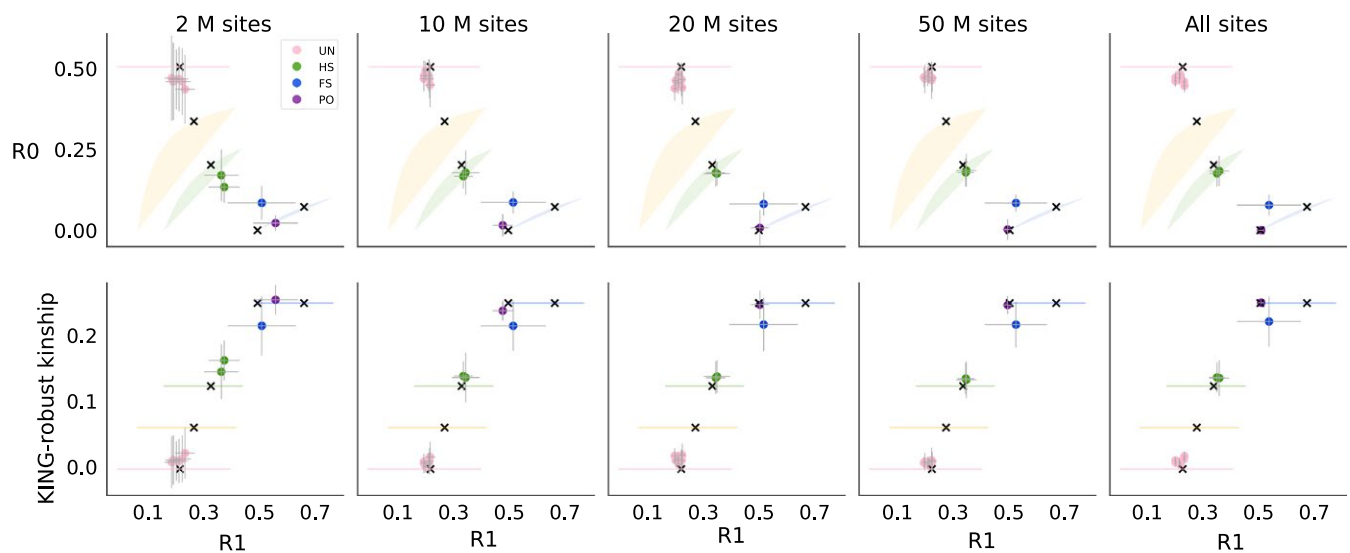 2 M sites 10 M sites 20 M sites 50 M sites All sites
UN
HS
FS
PO
0.50
R0
0.25
0.00
KING-robust kinship
0.2
0.1
0.0
0.1 0.3 0.5 0.7 0.1 0.3 0.5 0.7 0.1 0.3 0.5 0.7 0.1 0.3 0.5 0.7 0.1 0.3 0.5 0.7
R1 R1 R1 R1 R1